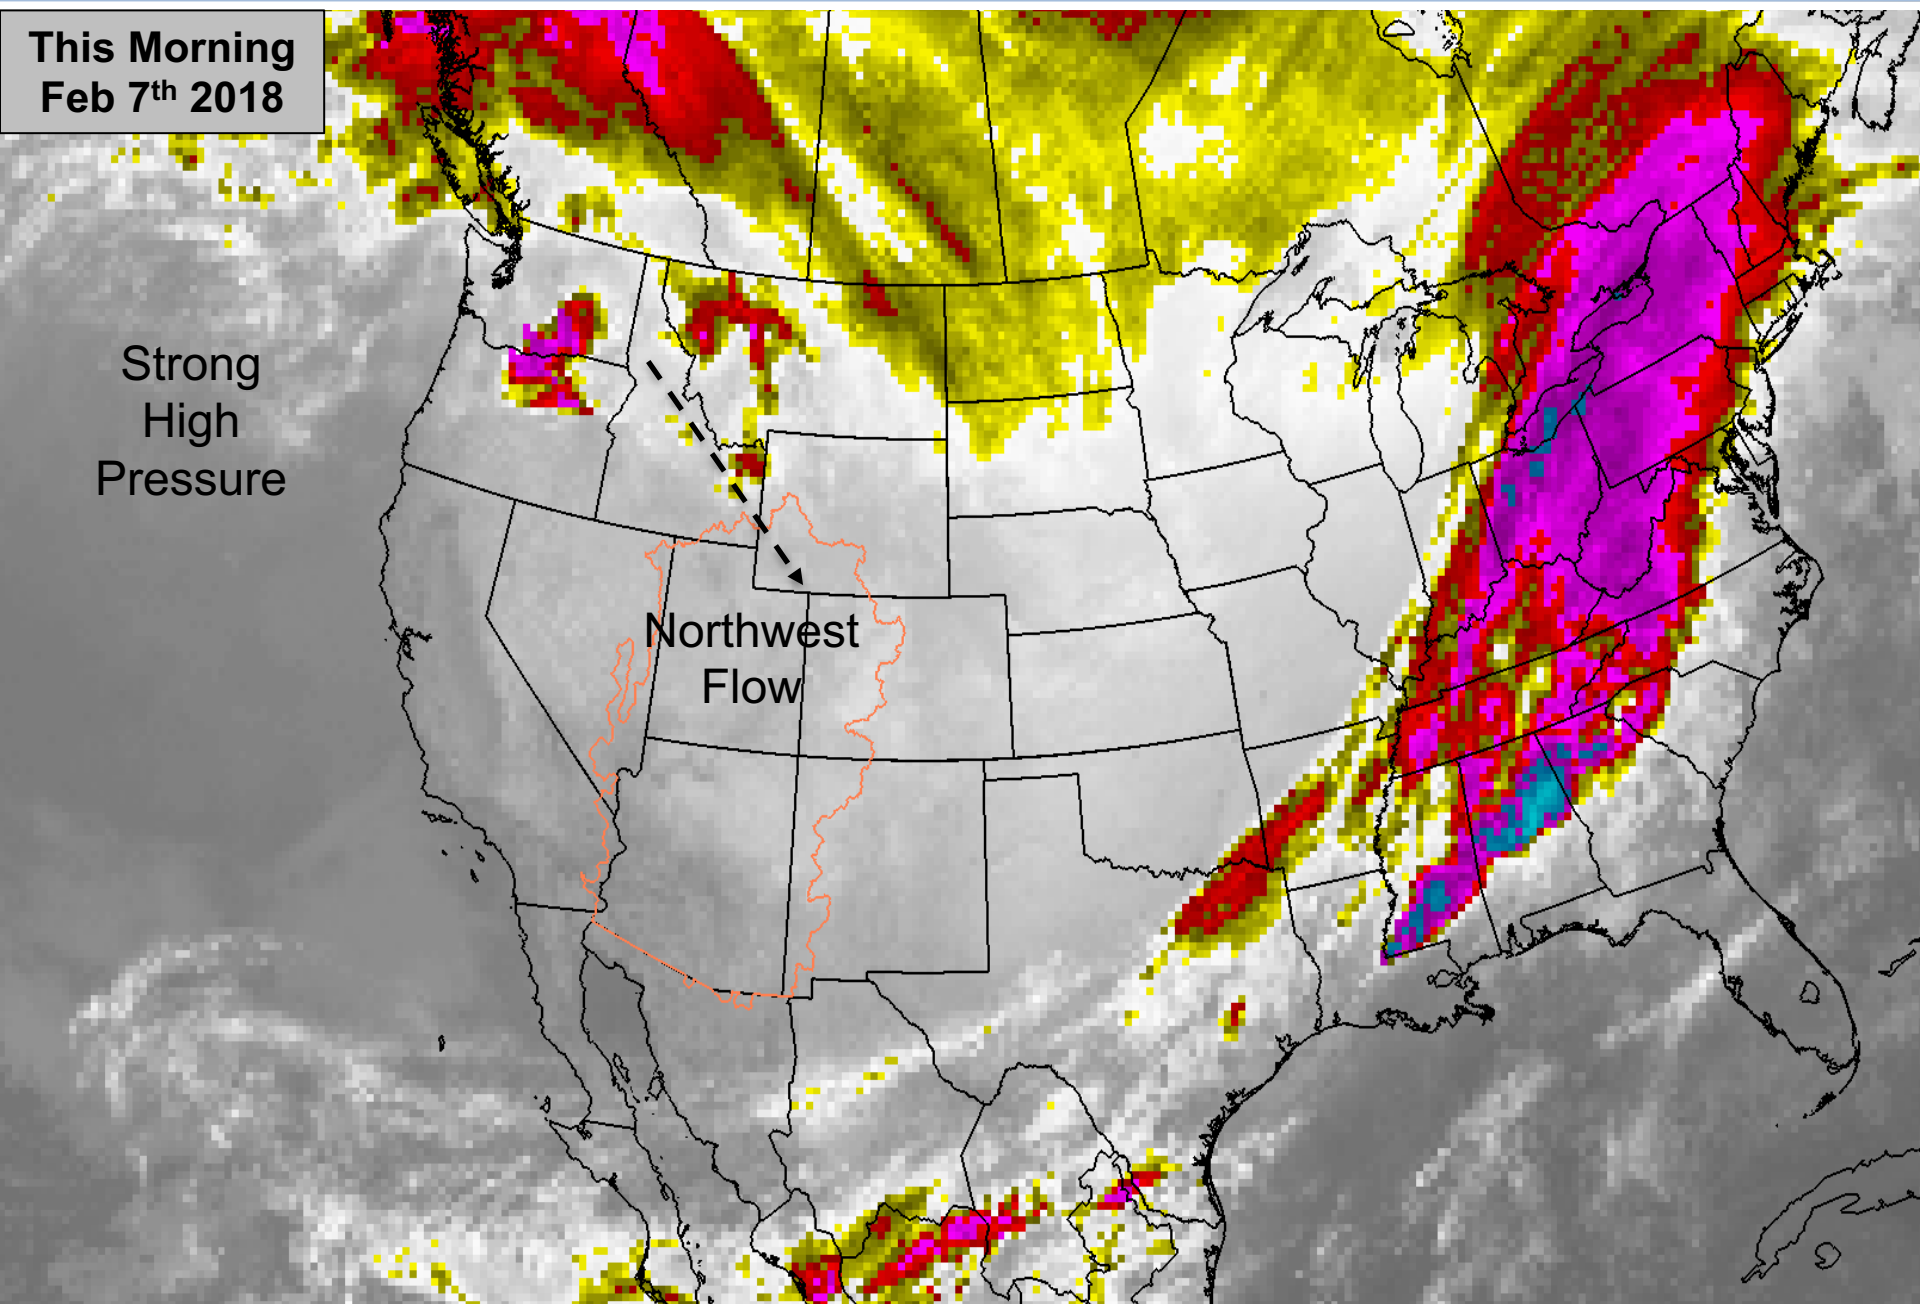 This Morning
Feb 7th 2018
Strong
High
Pressure
Northwest
Flow